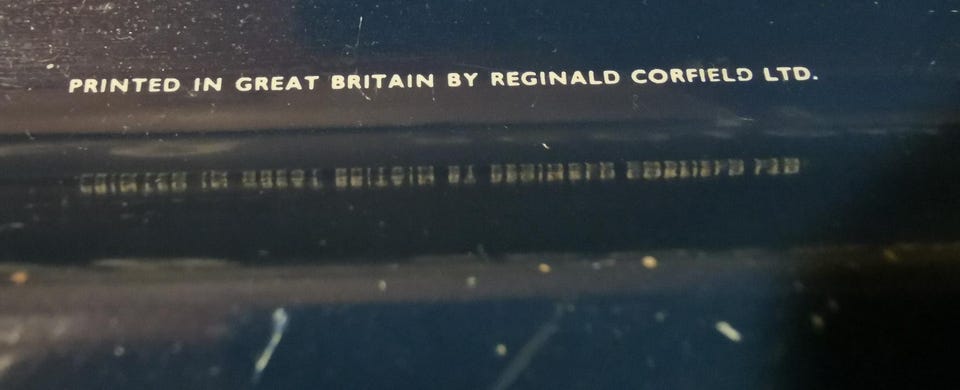 PRINTED IN GREAT BRITAIN BY REGINALD CORFIELD LTD.